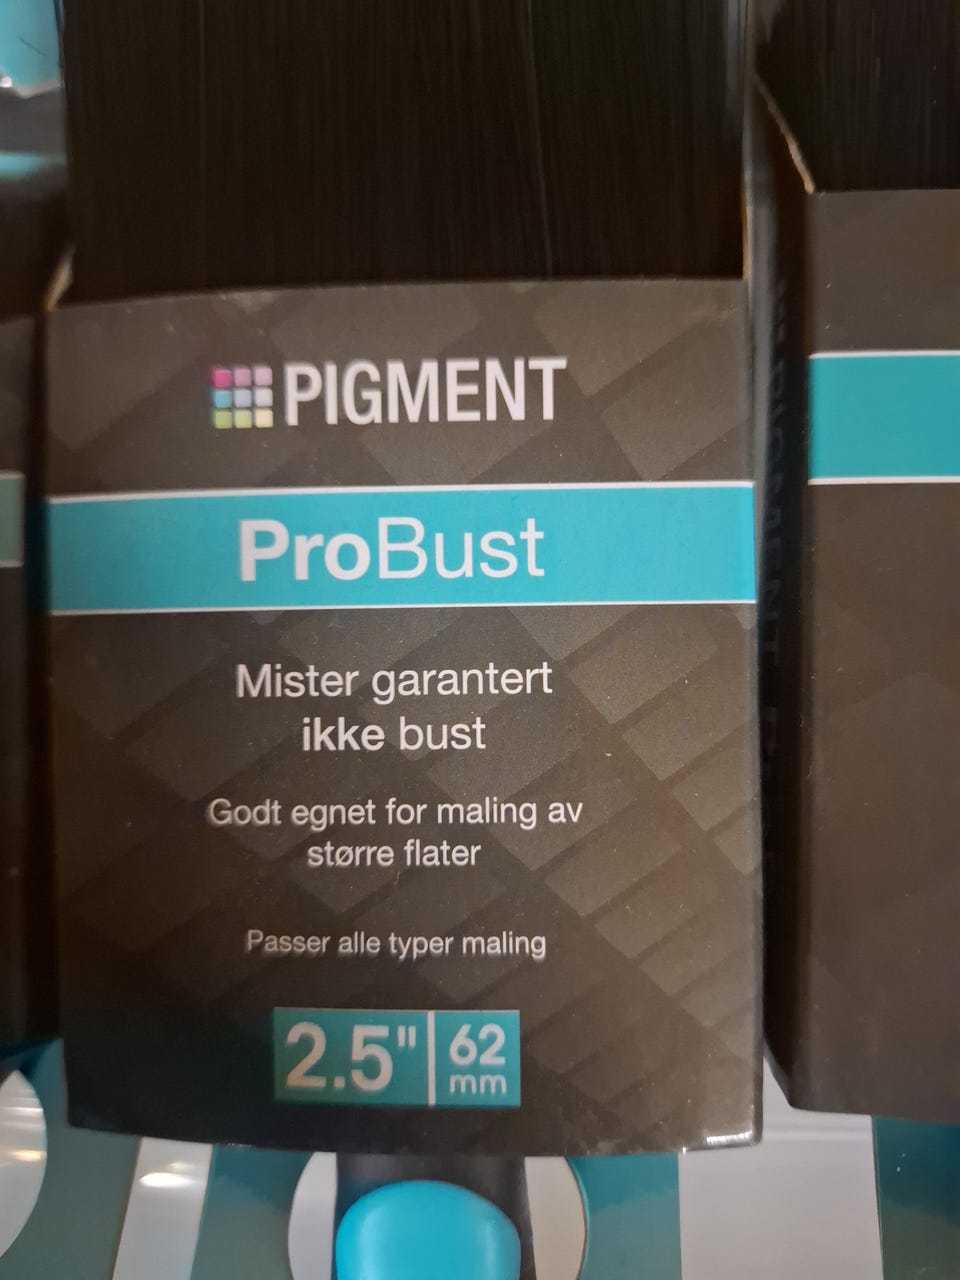 PIGMENT
ProBust
Mister garantert
ikke bust
Godt egnet for maling av
større flater
Passer alle typer maling
2.5" 62
mm